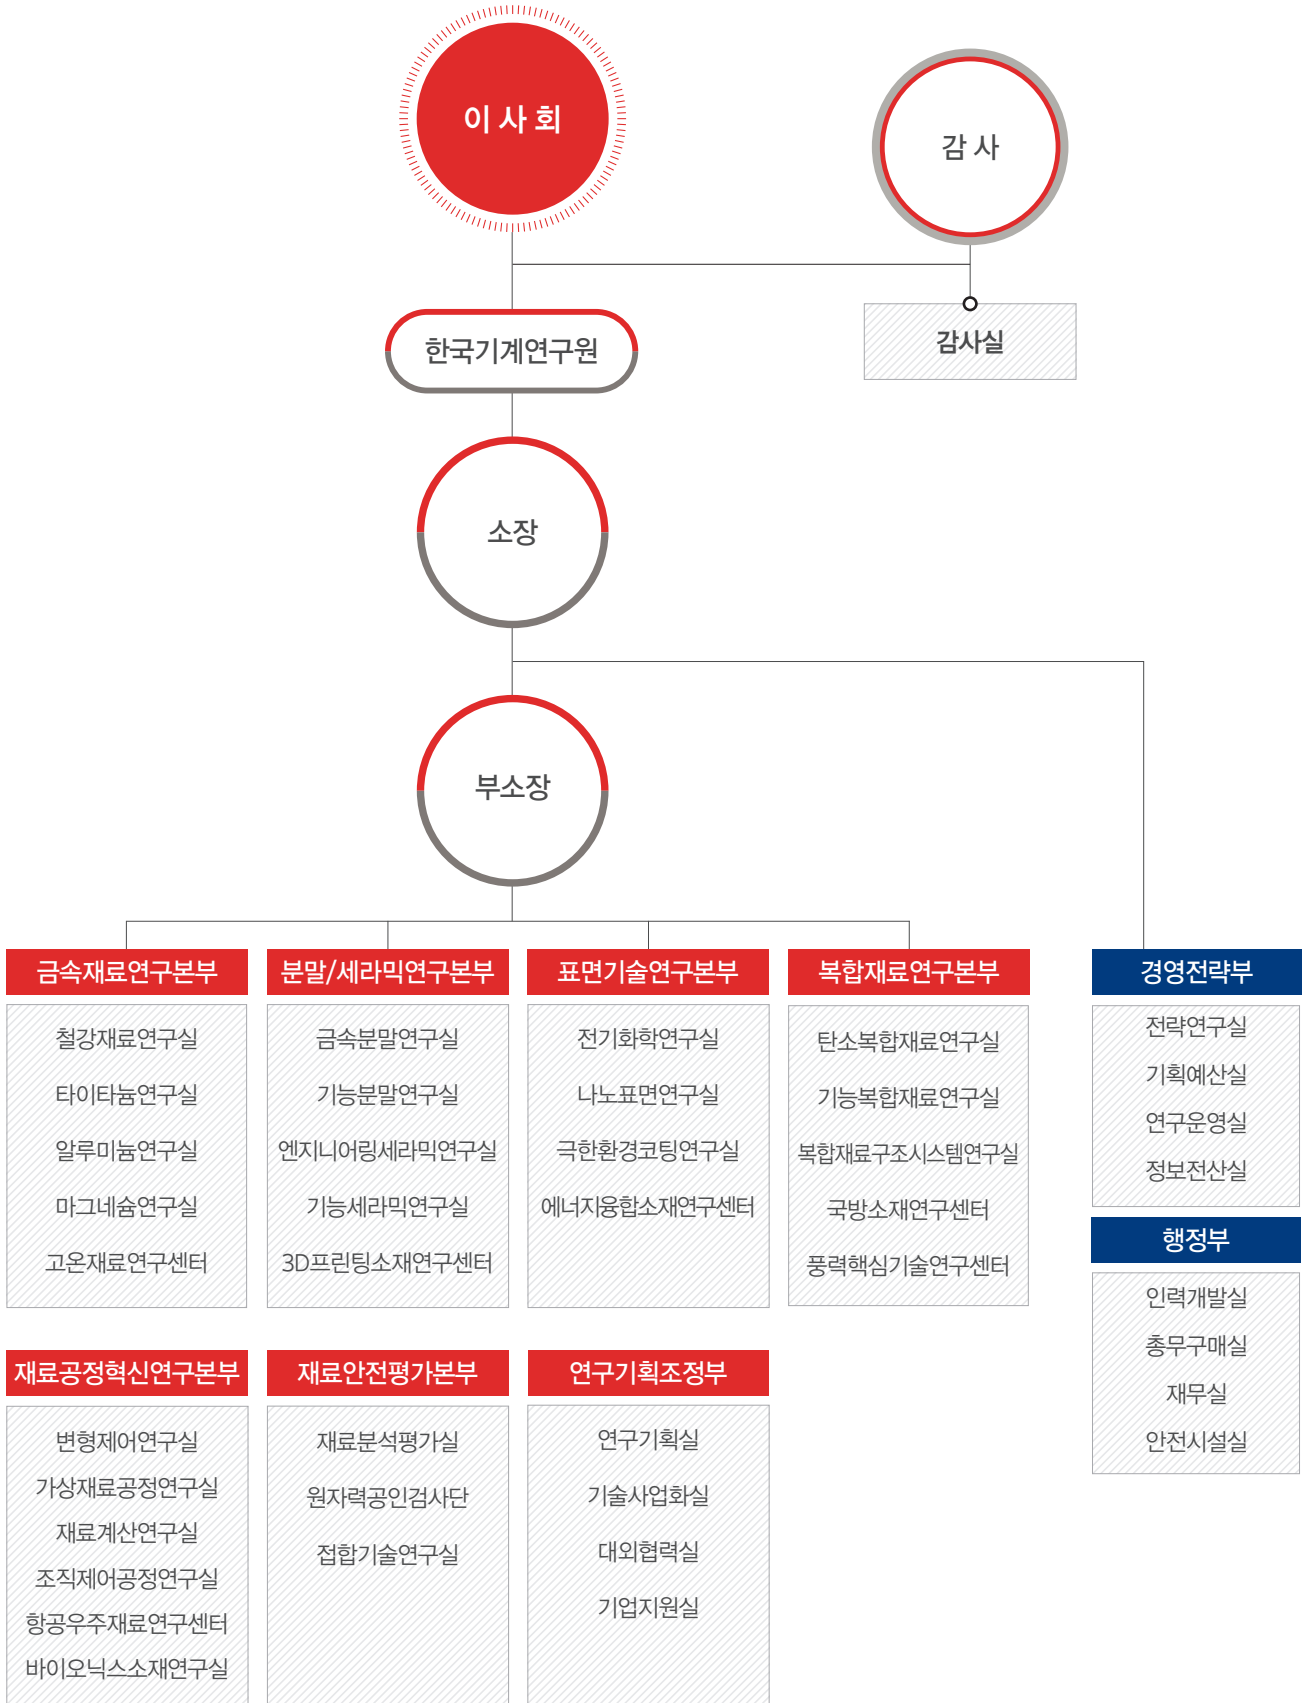 이 사 회
감 사
한국기계연구원
감사실
소장
부소장
금속재료연구본부
철강재료연구실
타이타늄연구실
알루미늄연구실
마그네슘연구실
고온재료연구센터
분말/세라믹연구본부
금속분말연구실
기능분말연구실
엔지니어링세라믹연구실
기능세라믹연구실
3D프린팅소재연구센터
표면기술연구본부
전기화학연구실
나노표면연구실
극한환경코팅연구실
에너지융합소재연구센터
복합재료연구본부
탄소복합재료연구실
기능복합재료연구실
복합재료구조시스템연구실
국방소재연구센터
풍력핵심기술연구센터
경영전략부
전략연구실
기획예산실
연구운영실
정보전산실
행정부
인력개발실
총무구매실
재무실
안전시설실
재료공정혁신연구본부
변형제어연구실
가상재료공정연구실
재료계산연구실
조직제어공정연구실
항공우주재료연구센터
바이오닉스소재연구실
재료안전평가본부
재료분석평가실
원자력공인검사단
접합기술연구실
연구기획조정부
연구기획실
기술사업화실
대외협력실
기업지원실